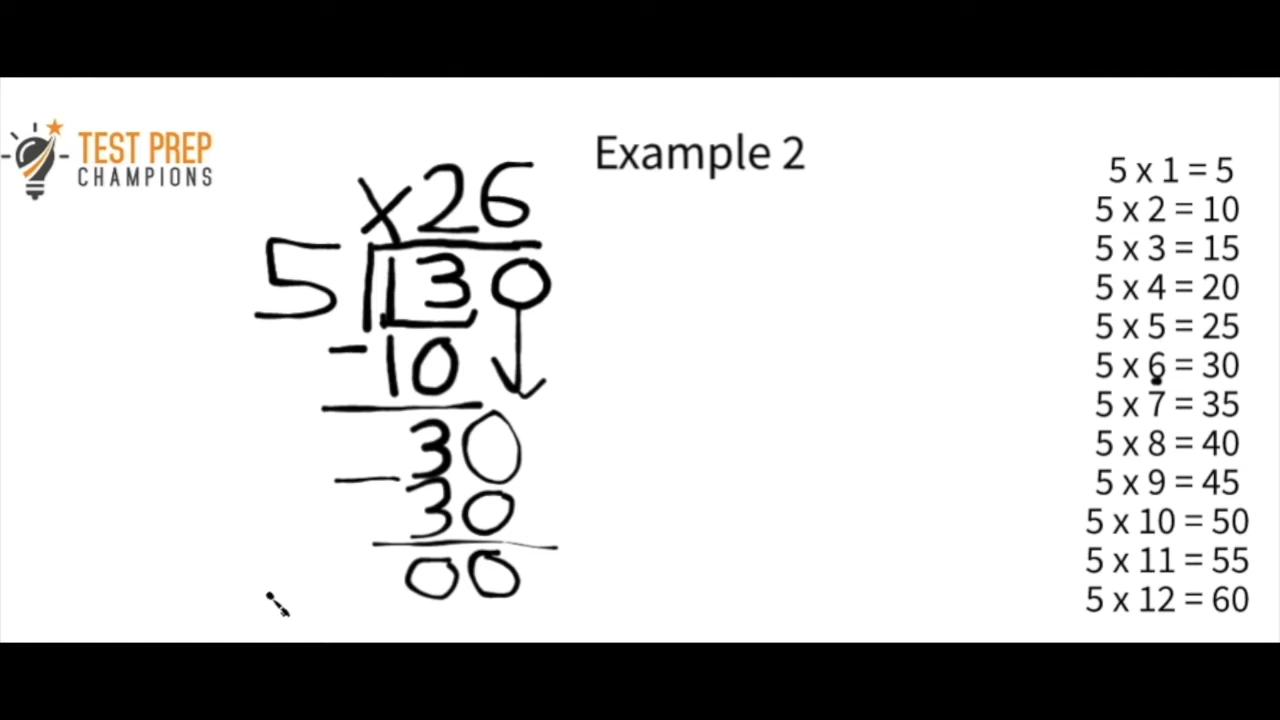 TEST PREP
CHAMPIONS
Example 2
x26
5 130
-10
30
-30
00
5 x 1 = 5
5 x 2 = 10
5 x 3 = 15
5 x 4 = 20
5 x 5 = 25
5 x 6 = 30
5 x 7 = 35
5 x 8 = 40
5 x 9 = 45
5 x 10 = 50
5 x 11 = 55
5 x 12 = 60